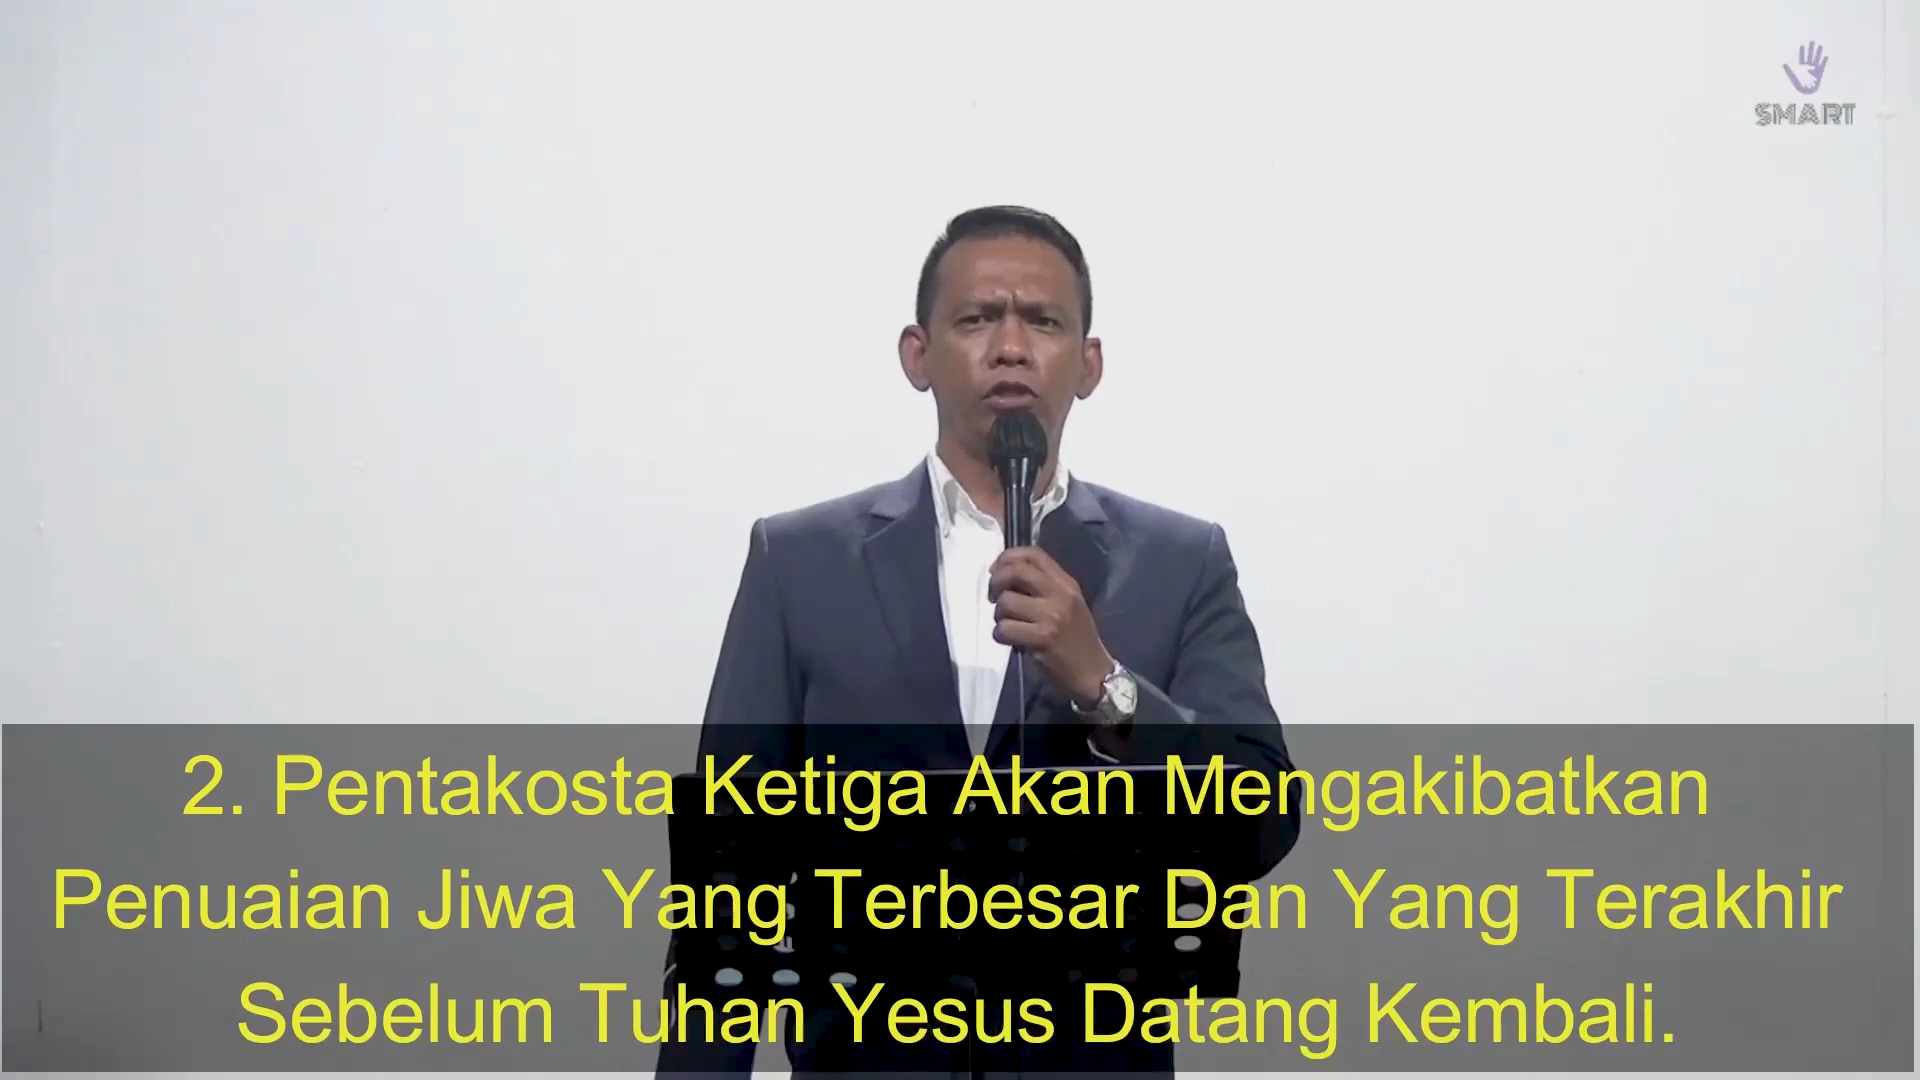 SMART
2. Pentakosta Ketiga Akan Mengakibatkan
Penuaian Jiwa Yang Terbesar Dan Yang Terakhir
Sebelum Tuhan Yesus Datang Kembali.